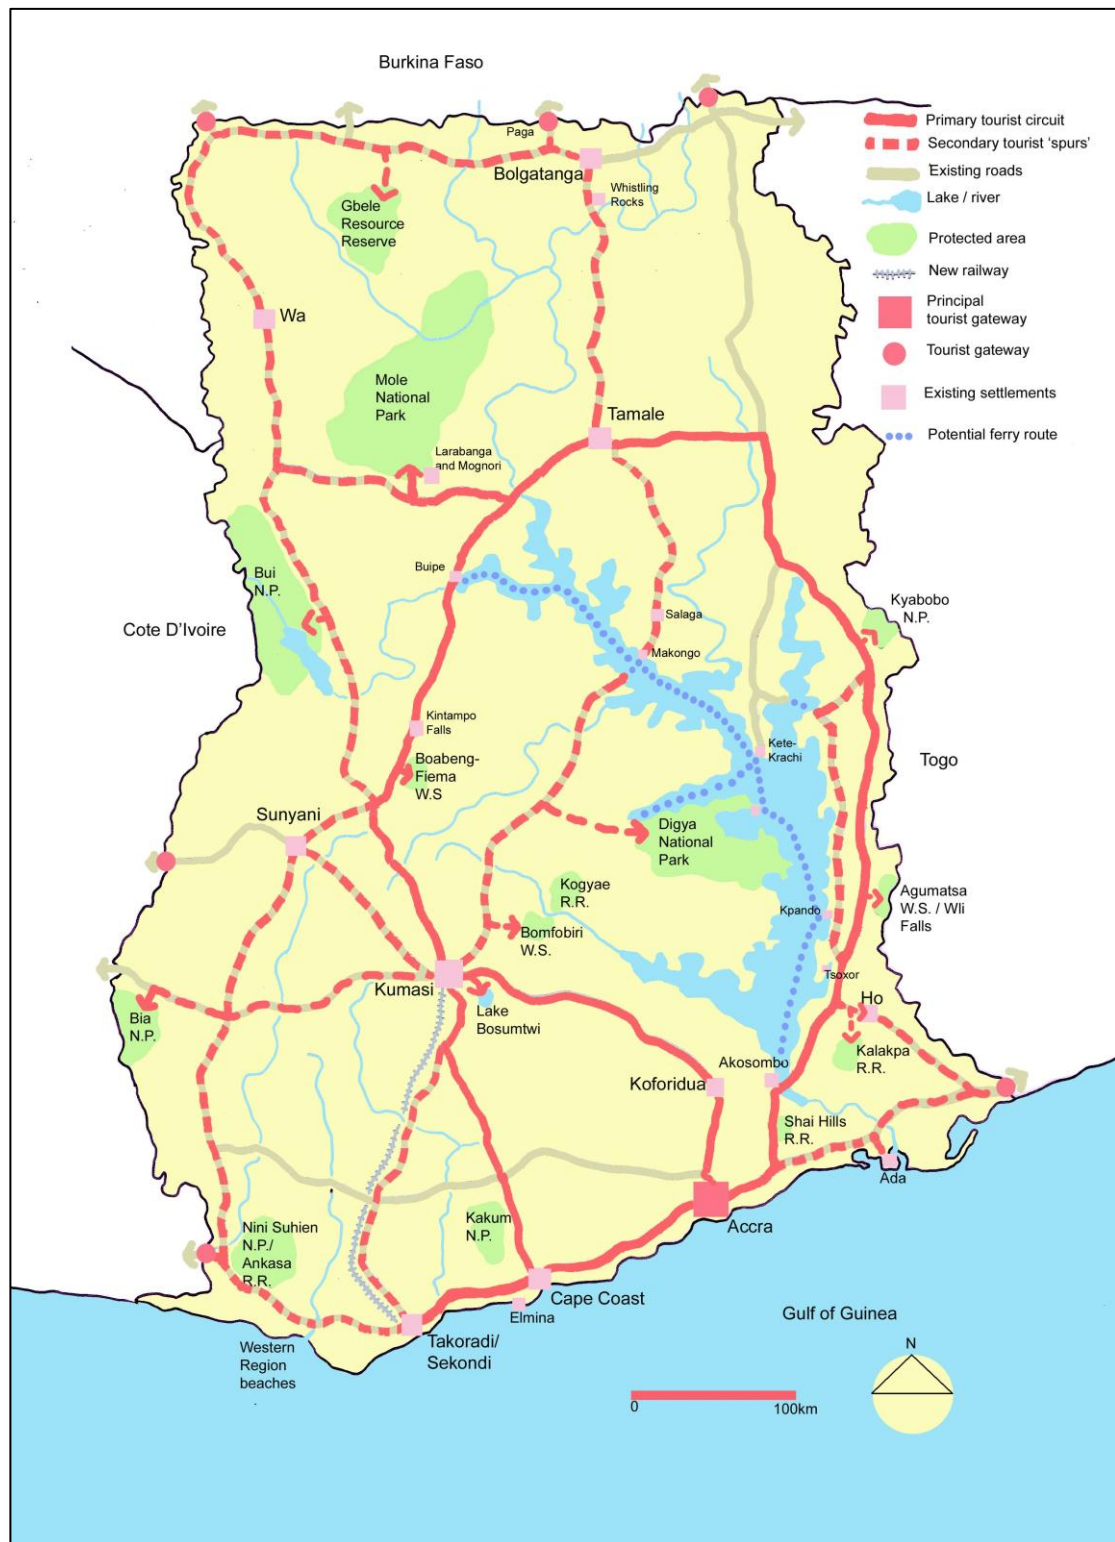 Burkina Faso
Primary tourist circuit
Secondary tourist ‘spurs’
Existing roads
Lake / river
Protected area
New railway
Principal
tourist gateway
Tourist gateway
Existing settlements
Potential ferry route
Paga
Bolgatanga
Whistling
Rocks
Gbele
Resource
Reserve
Wa
Mole
National
Park
Tamale
Larabanga
and Mognori
Buipe
Bui
N.P.
Cote D’Ivoire
Salaga
Makongo
Kyabobo
N.P.
Kintampo
Falls
Kete-
Krachi
Togo
Boabeng-
Fiema
W.S
Sunyani
Digya
National
Park
Kogyae
R.R.
Bomfobiri
W.S.
Kpando
Agumatsa
W.S. / Wli
Falls
Tsoxor
Kumasi
Lake
Bosumtwi
Ho
Bia
N.P.
Kalakpa
R.R.
Akosombo
Koforidua
Shai Hills
R.R.
Ada
Accra
Nini Suhien
N.P./
Ankasa
R.R.
Kakum
N.P.
Cape Coast
Elmina
Takoradi/
Sekondi
Western
Region
beaches
Gulf of Guinea
N
0 100km